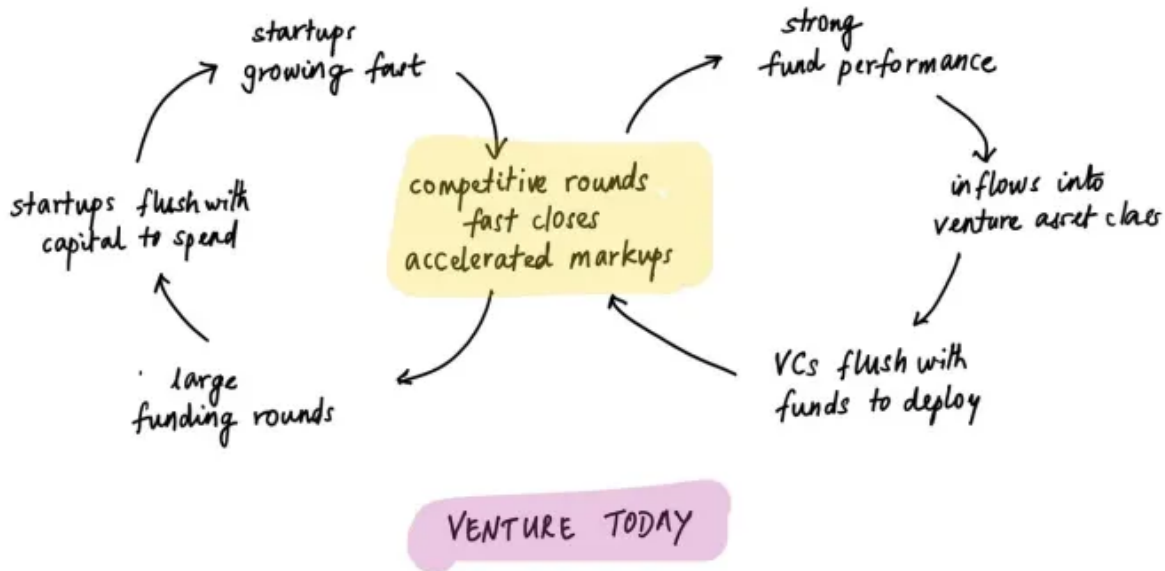 startups
growing fast
strong
fund performance
competitive rounds
fast closes
accelerated markups
startups flush with
capital to spend
inflows into
venture asset class
large
funding rounds
VCs flush with
funds to deploy
VENTURE TODAY